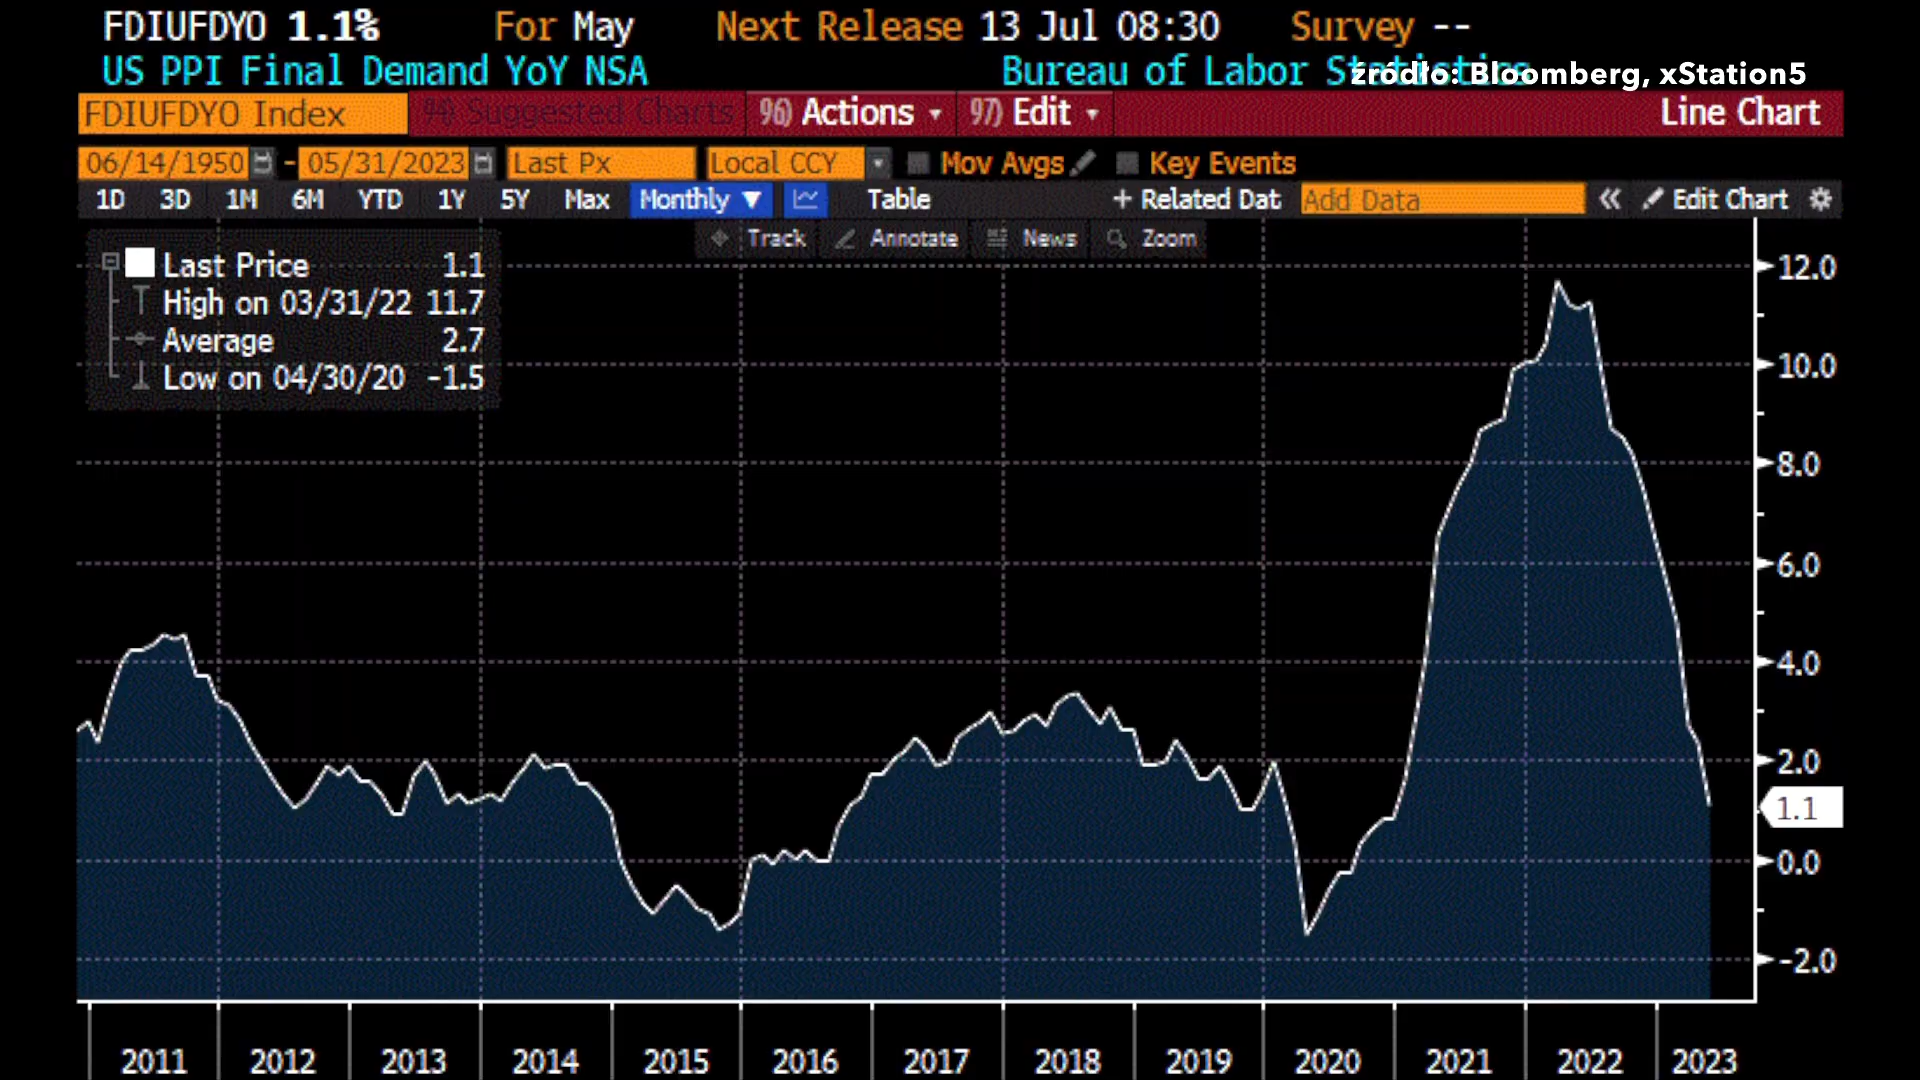 FDIUFDYO 1.1% For May Next Release 13 Jul 08:30 Survey --
US PPI Final Demand YoY NSA Bureau of Labor Statistics
źródło: Bloomberg, xStation5
FDIUFDYO Index 94) Suggested Charts 96) Actions 97) Edit Line Chart
06/14/1950 - 05/31/2023 Last Px Local CCY Mov Avgs Key Events
1D 3D 1M 6M YTD 1Y 5Y Max Monthly Table + Related Dat Add Data Edit Chart
Track Annotate News Zoom
Last Price 1.1
High on 03/31/22 11.7
Average 2.7
Low on 04/30/20 -1.5
12.0
10.0
8.0
6.0
4.0
2.0
1.1
0.0
-2.0
2011 2012 2013 2014 2015 2016 2017 2018 2019 2020 2021 2022 2023